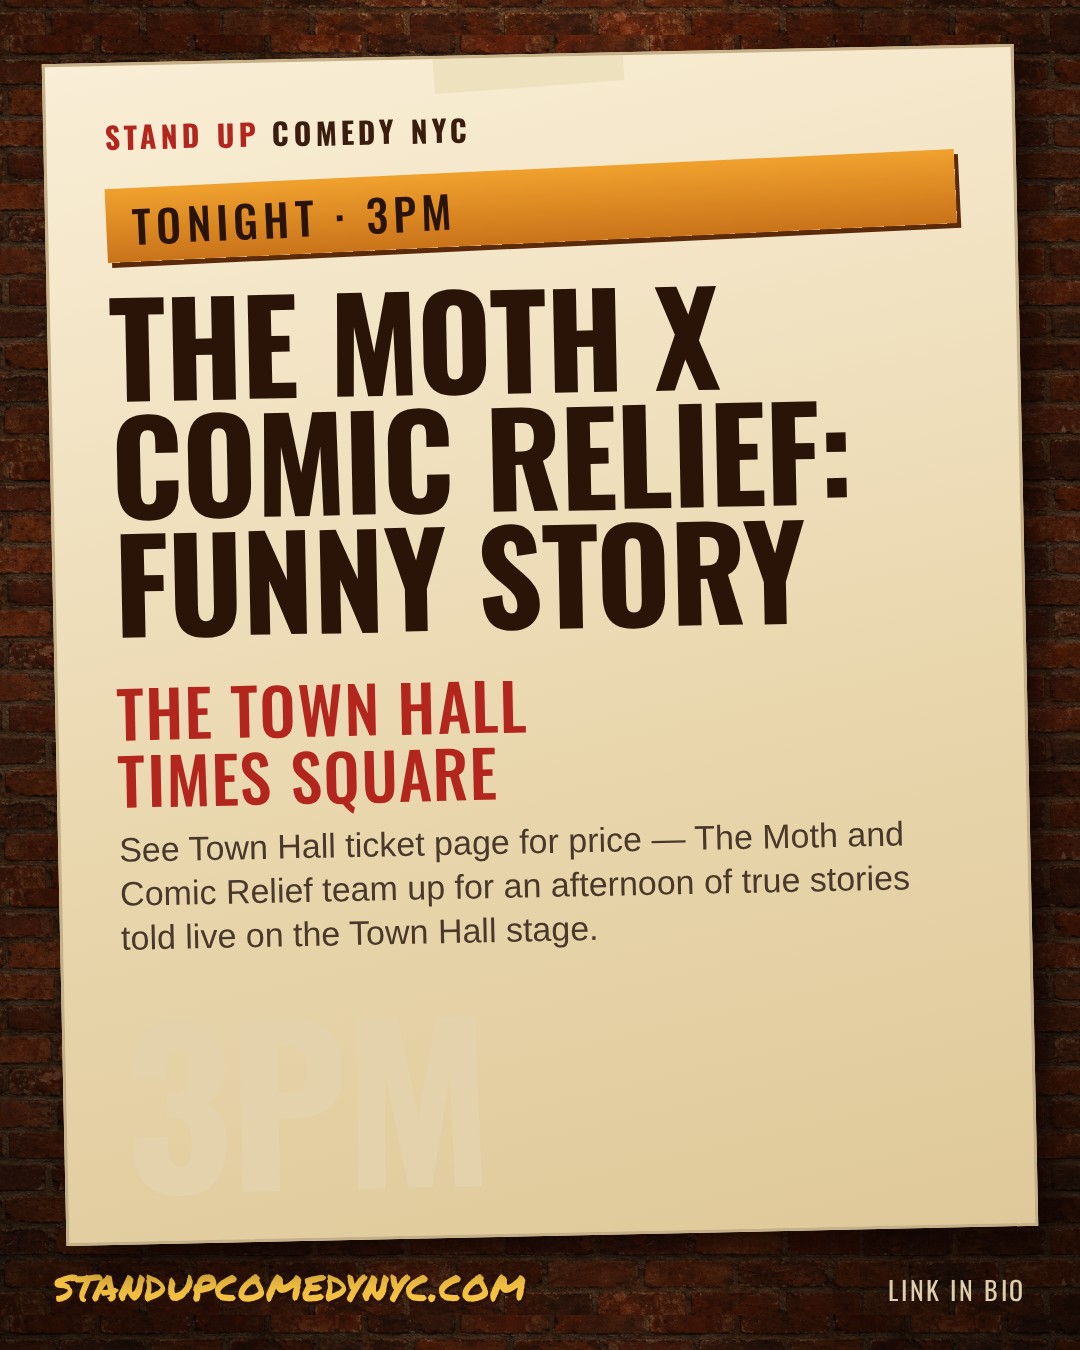 STAND UP COMEDY NYC
TONIGHT · 3PM
THE MOTH X
COMIC RELIEF:
FUNNY STORY
THE TOWN HALL
TIMES SQUARE
See Town Hall ticket page for price — The Moth and
Comic Relief team up for an afternoon of true stories
told live on the Town Hall stage.
3PM
STANDUPCOMEDYNYC.COM
LINK IN BIO